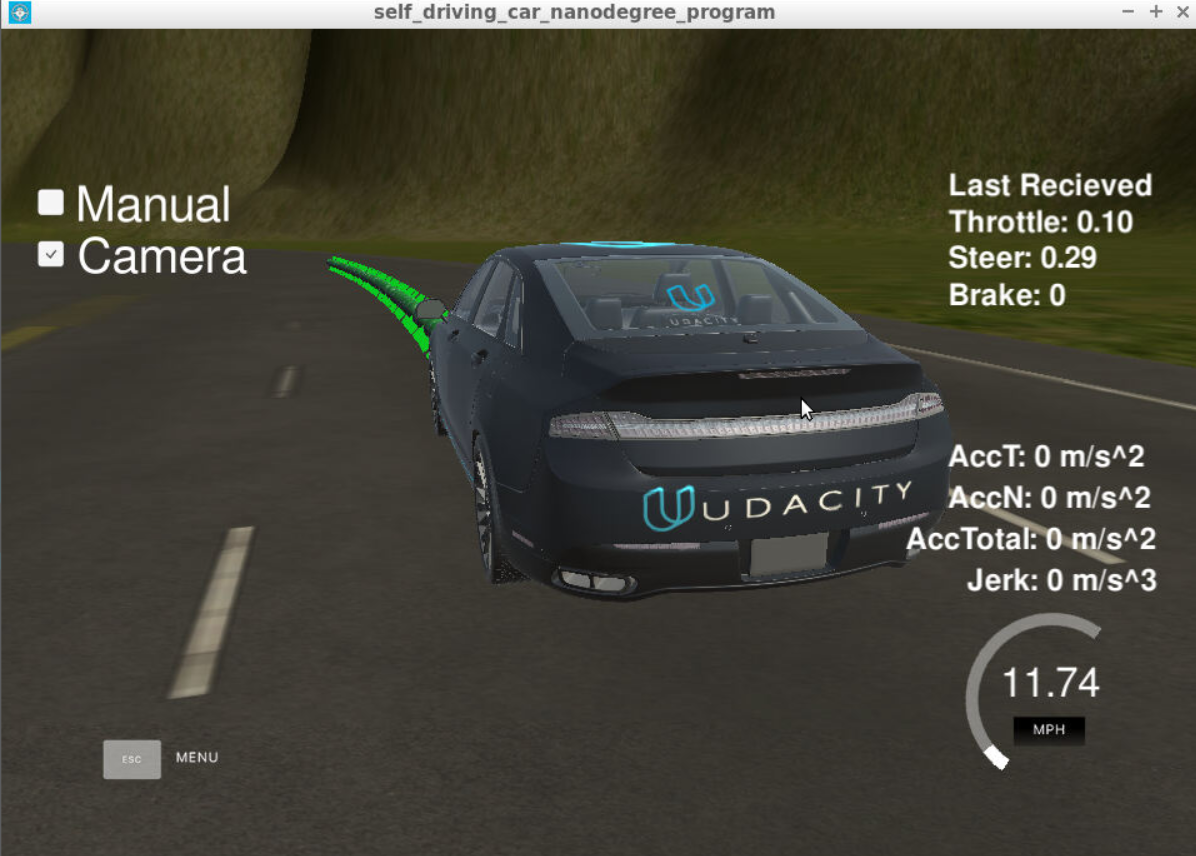 self_driving_car_nanodegree_program
Manual
Camera
Last Recieved
Throttle: 0.10
Steer: 0.29
Brake: 0
UDACITY
UDACITY
AccT: 0 m/s^2
AccN: 0 m/s^2
AccTotal: 0 m/s^2
Jerk: 0 m/s^3
11.74
MPH
ESC MENU